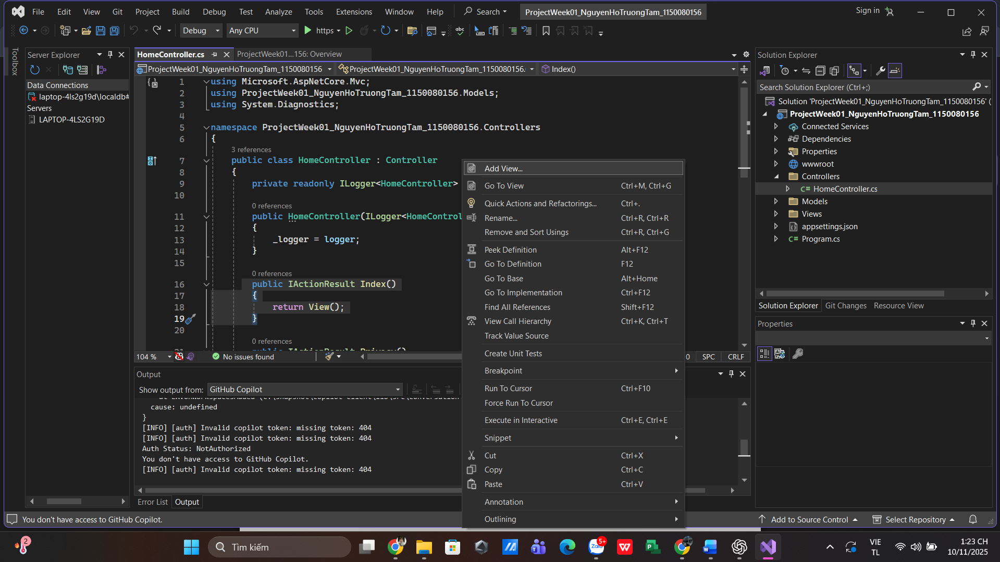 File Edit View Git Project Build Debug Test Analyze Tools Extensions Window Help Search ProjectWeek01_NguyenHoTruongTam_1150080156 Sign in
Debug Any CPU https
Toolbox
Server Explorer
Data Connections
laptop-4ls2g19d\localdb#
Servers
LAPTOP-4LS2G19D
HomeController.cs ProjectWeek01...156: Overview
ProjectWeek01_NguyenHoTruongTam_1150080156 ProjectWeek01_NguyenHoTruongTam_1150080156. Index()
1 using Microsoft.AspNetCore.Mvc;
2 using ProjectWeek01_NguyenHoTruongTam_1150080156.Models;
3 using System.Diagnostics;
4
5 namespace ProjectWeek01_NguyenHoTruongTam_1150080156.Controllers
6 {
3 references
7 public class HomeController : Controller
8 {
9 private readonly ILogger<HomeController>
10
0 references
11 public HomeController(ILogger<HomeControl
12 {
13 _logger = logger;
14 }
15
0 references
16 public IActionResult Index()
17 {
18 return View();
19 }
20
0 references
public IActionResult Privacy()
104 % No issues found SPC CRLF
Add View...
Go To View Ctrl+M, Ctrl+G
Quick Actions and Refactorings... Ctrl+.
Rename... Ctrl+R, Ctrl+R
Remove and Sort Usings Ctrl+R, Ctrl+G
Peek Definition Alt+F12
Go To Definition F12
Go To Base Alt+Home
Go To Implementation Ctrl+F12
Find All References Shift+F12
View Call Hierarchy Ctrl+K, Ctrl+T
Track Value Source
Create Unit Tests
Breakpoint
Run To Cursor Ctrl+F10
Force Run To Cursor
Execute in Interactive Ctrl+E, Ctrl+E
Snippet
Cut Ctrl+X
Copy Ctrl+C
Paste Ctrl+V
Annotation
Outlining
Output
Show output from: GitHub Copilot
cause: undefined
}
[INFO] [auth] Invalid copilot token: missing token: 404
[INFO] [auth] Invalid copilot token: missing token: 404
Auth Status: NotAuthorized
You don't have access to GitHub Copilot.
[INFO] [auth] Invalid copilot token: missing token: 404
Error List Output
Solution Explorer
Search Solution Explorer (Ctrl+;)
Solution 'ProjectWeek01_NguyenHoTruongTam_1150080156' (
ProjectWeek01_NguyenHoTruongTam_1150080156
Connected Services
Dependencies
Properties
wwwroot
Controllers
C# HomeController.cs
Models
Views
appsettings.json
C# Program.cs
Solution Explorer Git Changes Resource View
Properties
You don't have access to GitHub Copilot. Add to Source Control Select Repository
2 Tìm kiếm Zalo 5+ VIE TL 1:23 CH 10/11/2025